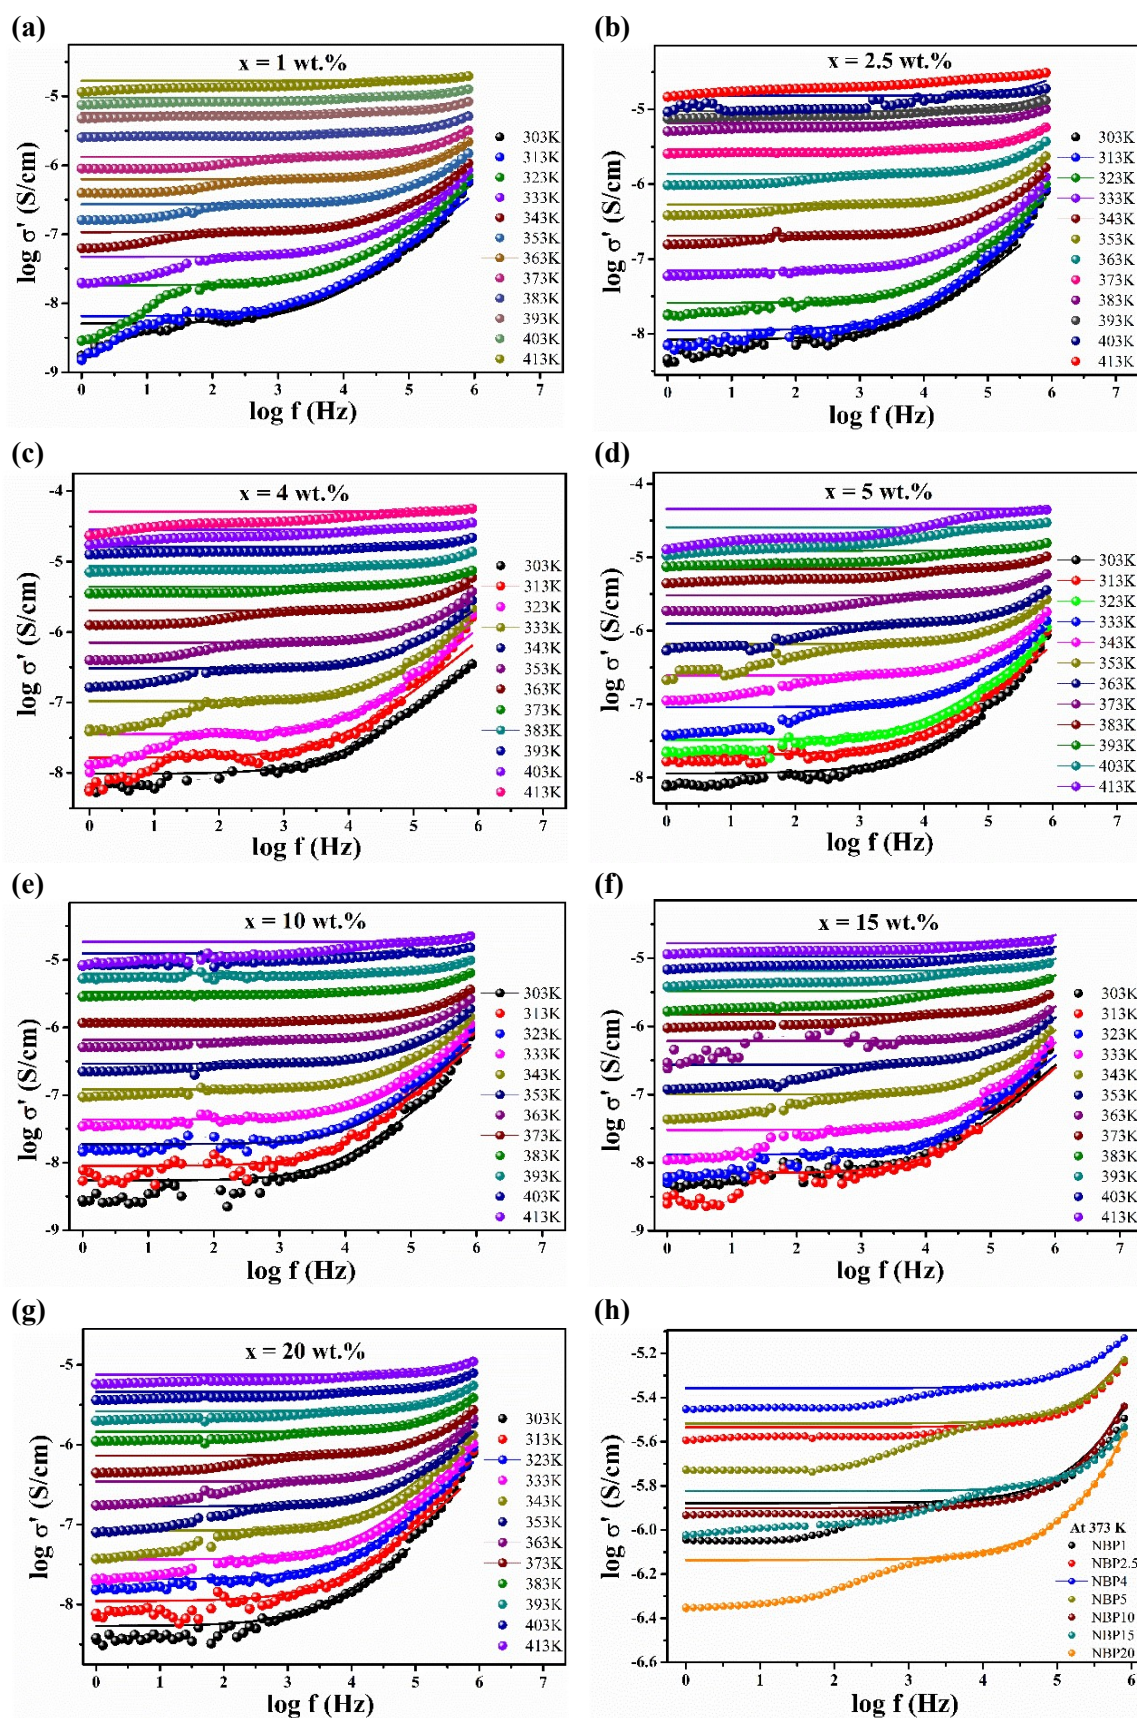 (a)
x = 1 wt.%
log σ' (S/cm)
-5
-6
-7
-8
-9
0 1 2 3 4 5 6 7
log f (Hz)
303K
313K
323K
333K
343K
353K
363K
373K
383K
393K
403K
413K
(b)
x = 2.5 wt.%
log σ' (S/cm)
-5
-6
-7
-8
0 1 2 3 4 5 6 7
log f (Hz)
303K
313K
323K
333K
343K
353K
363K
373K
383K
393K
403K
413K
(c)
x = 4 wt.%
log σ' (S/cm)
-4
-5
-6
-7
-8
0 1 2 3 4 5 6 7
log f (Hz)
303K
313K
323K
333K
343K
353K
363K
373K
383K
393K
403K
413K
(d)
x = 5 wt.%
log σ' (S/cm)
-4
-5
-6
-7
-8
0 1 2 3 4 5 6 7
log f (Hz)
303K
313K
323K
333K
343K
353K
363K
373K
383K
393K
403K
413K
(e)
x = 10 wt.%
log σ' (S/cm)
-5
-6
-7
-8
-9
0 1 2 3 4 5 6 7
log f (Hz)
303K
313K
323K
333K
343K
353K
363K
373K
383K
393K
403K
413K
(f)
x = 15 wt.%
log σ' (S/cm)
-5
-6
-7
-8
-9
0 1 2 3 4 5 6 7
log f (Hz)
303K
313K
323K
333K
343K
353K
363K
373K
383K
393K
403K
413K
(g)
x = 20 wt.%
log σ' (S/cm)
-5
-6
-7
-8
0 1 2 3 4 5 6 7
log f (Hz)
303K
313K
323K
333K
343K
353K
363K
373K
383K
393K
403K
413K
(h)
log σ' (S/cm)
-5.2
-5.4
-5.6
-5.8
-6.0
-6.2
-6.4
-6.6
0 1 2 3 4 5 6
log f (Hz)
At 373 K
NBP1
NBP2.5
NBP4
NBP5
NBP10
NBP15
NBP20